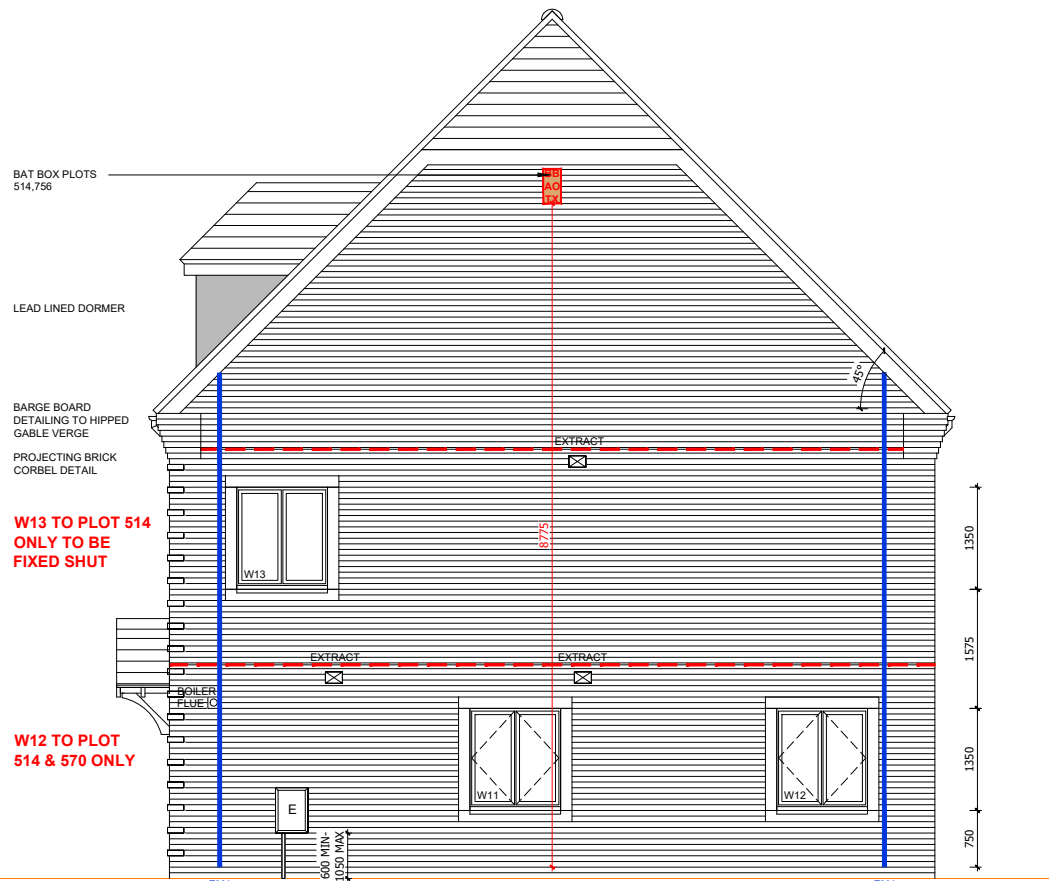 BAT BOX PLOTS
514,756
LEAD LINED DORMER
45°
BARGE BOARD
DETAILING TO HIPPED
GABLE VERGE
PROJECTING BRICK
CORBEL DETAIL
EXTRACT
W13 TO PLOT 514
ONLY TO BE
FIXED SHUT
W13
8775
1350
1575
EXTRACT
EXTRACT
BOILER
FLUE
W12 TO PLOT
514 & 570 ONLY
W11
W12
1350
E
600 MIN-
1050 MAX
750